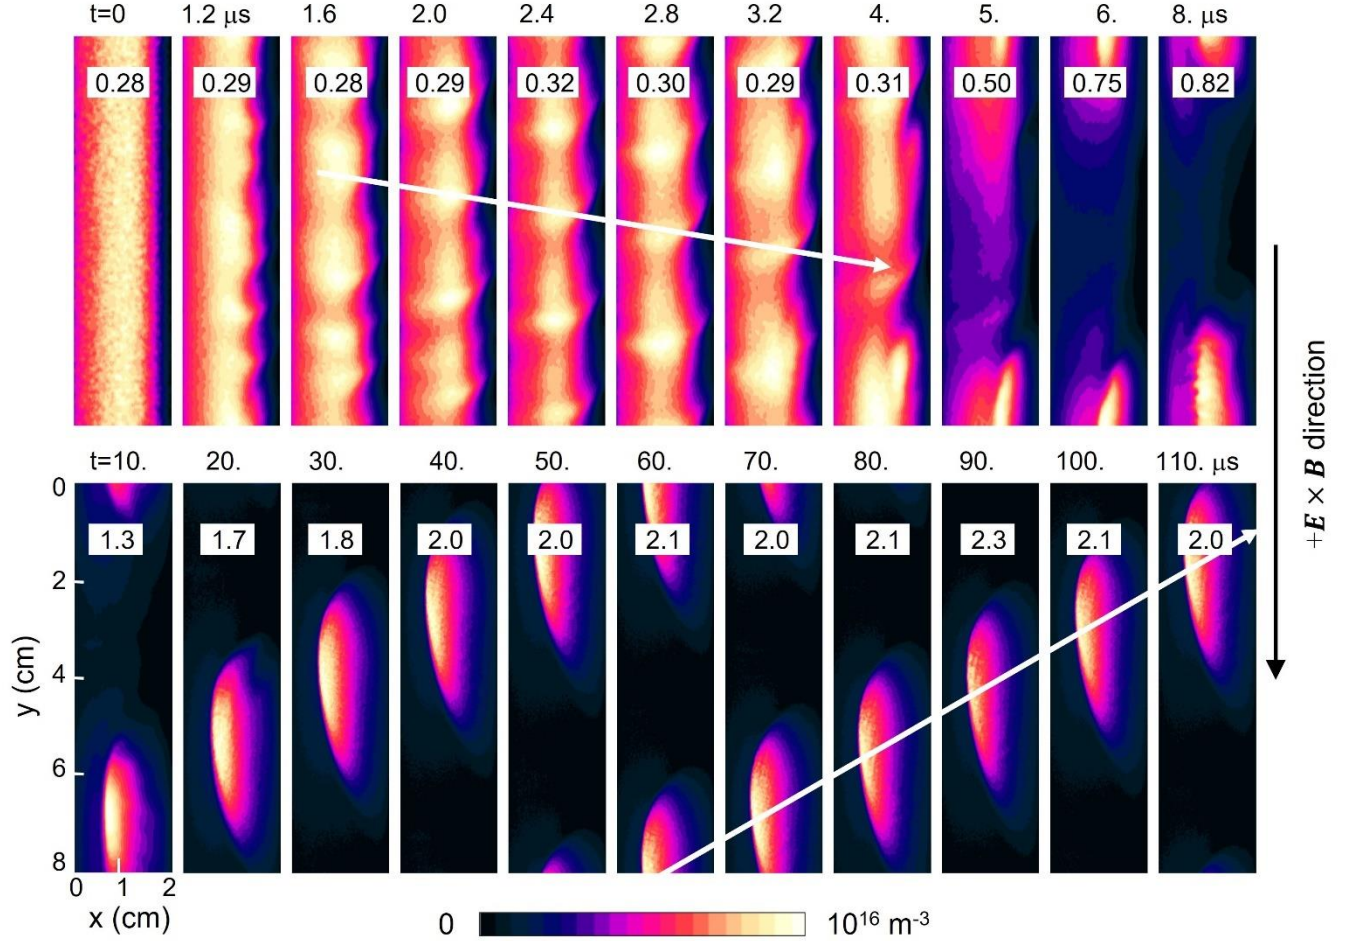 t=0 1.2 μs 1.6 2.0 2.4 2.8 3.2 4. 5. 6. 8. μs
0.28 0.29 0.28 0.29 0.32 0.30 0.29 0.31 0.50 0.75 0.82
+E × B direction
t=10. 20. 30. 40. 50. 60. 70. 80. 90. 100. 110. μs
1.3 1.7 1.8 2.0 2.0 2.1 2.0 2.1 2.3 2.1 2.0
0
2
4
6
8
y (cm)
0 1 2
x (cm)
0 10¹⁶ m⁻³